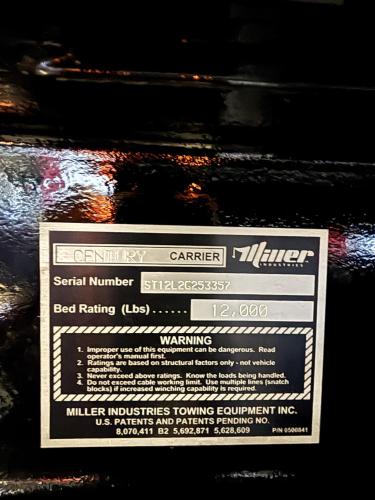 CENTURY CARRIER Miller
INDUSTRIES
Serial Number ST12L2C253357
Bed Rating (Lbs)...... 12,000
WARNING
1. Improper use of this equipment can be dangerous. Read
operator's manual first.
2. Ratings are based on structural factors only - not vehicle
capability.
3. Never exceed above ratings. Know the loads being handled.
4. Do not exceed cable working limit. Use multiple lines (snatch
blocks) if increased winching capability is required.
MILLER INDUSTRIES TOWING EQUIPMENT INC.
U.S. PATENTS AND PATENTS PENDING NO.
8,070,411 B2 5,692,871 5,628,609
P/N 0500841